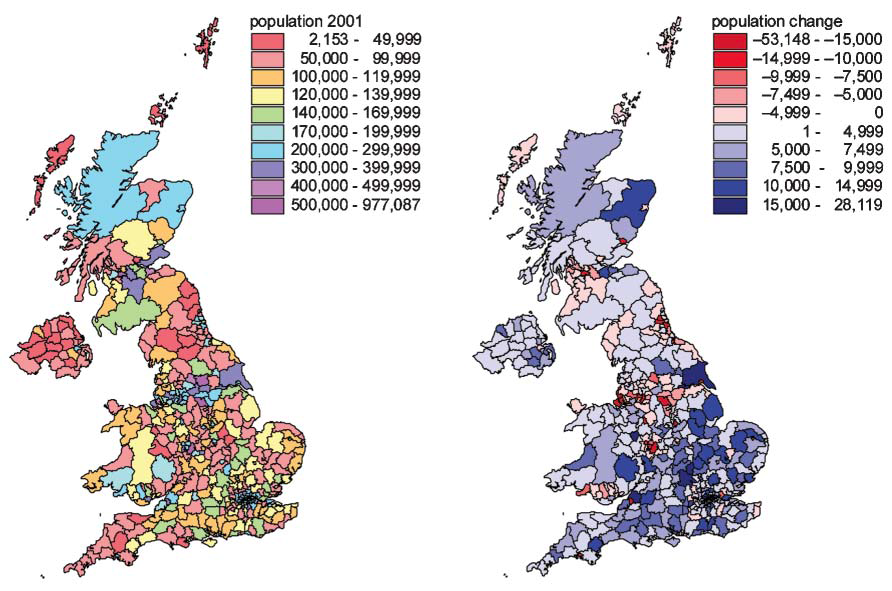 population 2001
2,153 - 49,999
50,000 - 99,999
100,000 - 119,999
120,000 - 139,999
140,000 - 169,999
170,000 - 199,999
200,000 - 299,999
300,000 - 399,999
400,000 - 499,999
500,000 - 977,087
population change
–53,148 - –15,000
–14,999 - –10,000
–9,999 - –7,500
–7,499 - –5,000
–4,999 - 0
1 - 4,999
5,000 - 7,499
7,500 - 9,999
10,000 - 14,999
15,000 - 28,119